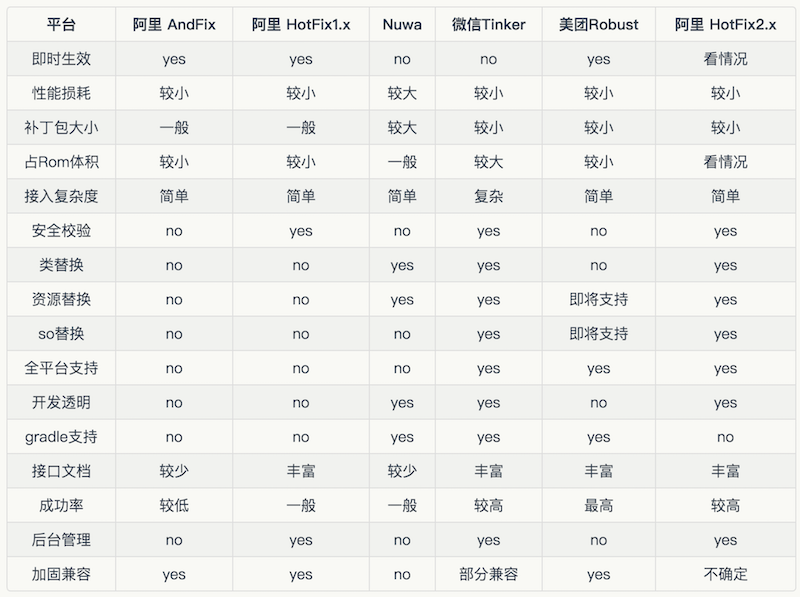 平台 阿里 AndFix 阿里 HotFix1.x Nuwa 微信Tinker 美团Robust 阿里 HotFix2.x
即时生效 yes yes no no yes 看情况
性能损耗 较小 较小 较大 较小 较小 较小
补丁包大小 一般 一般 较大 较小 较小 较小
占Rom体积 较小 较小 一般 较大 较小 看情况
接入复杂度 简单 简单 简单 复杂 简单 简单
安全校验 no yes no yes no yes
类替换 no no yes yes no yes
资源替换 no no yes yes 即将支持 yes
so替换 no no no yes 即将支持 yes
全平台支持 no no no yes yes yes
开发透明 no no yes yes no yes
gradle支持 no no yes yes yes no
接口文档 较少 丰富 较少 丰富 丰富 丰富
成功率 较低 一般 一般 较高 最高 较高
后台管理 no yes no yes no yes
加固兼容 yes yes no 部分兼容 yes 不确定